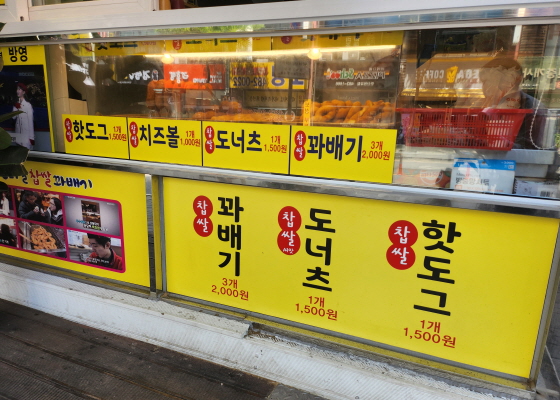 방영
찹쌀 핫도그 1개 1,500원
찹쌀 치즈볼 1개 1,000원
찹쌀 도너츠 1개 1,500원
찹쌀 꽈배기 3개 2,000원
찹쌀 꽈배기
찹쌀 꽈배기
3개
2,000원
찹쌀 도너츠
1개
1,500원
찹쌀 핫도그
1개
1,500원